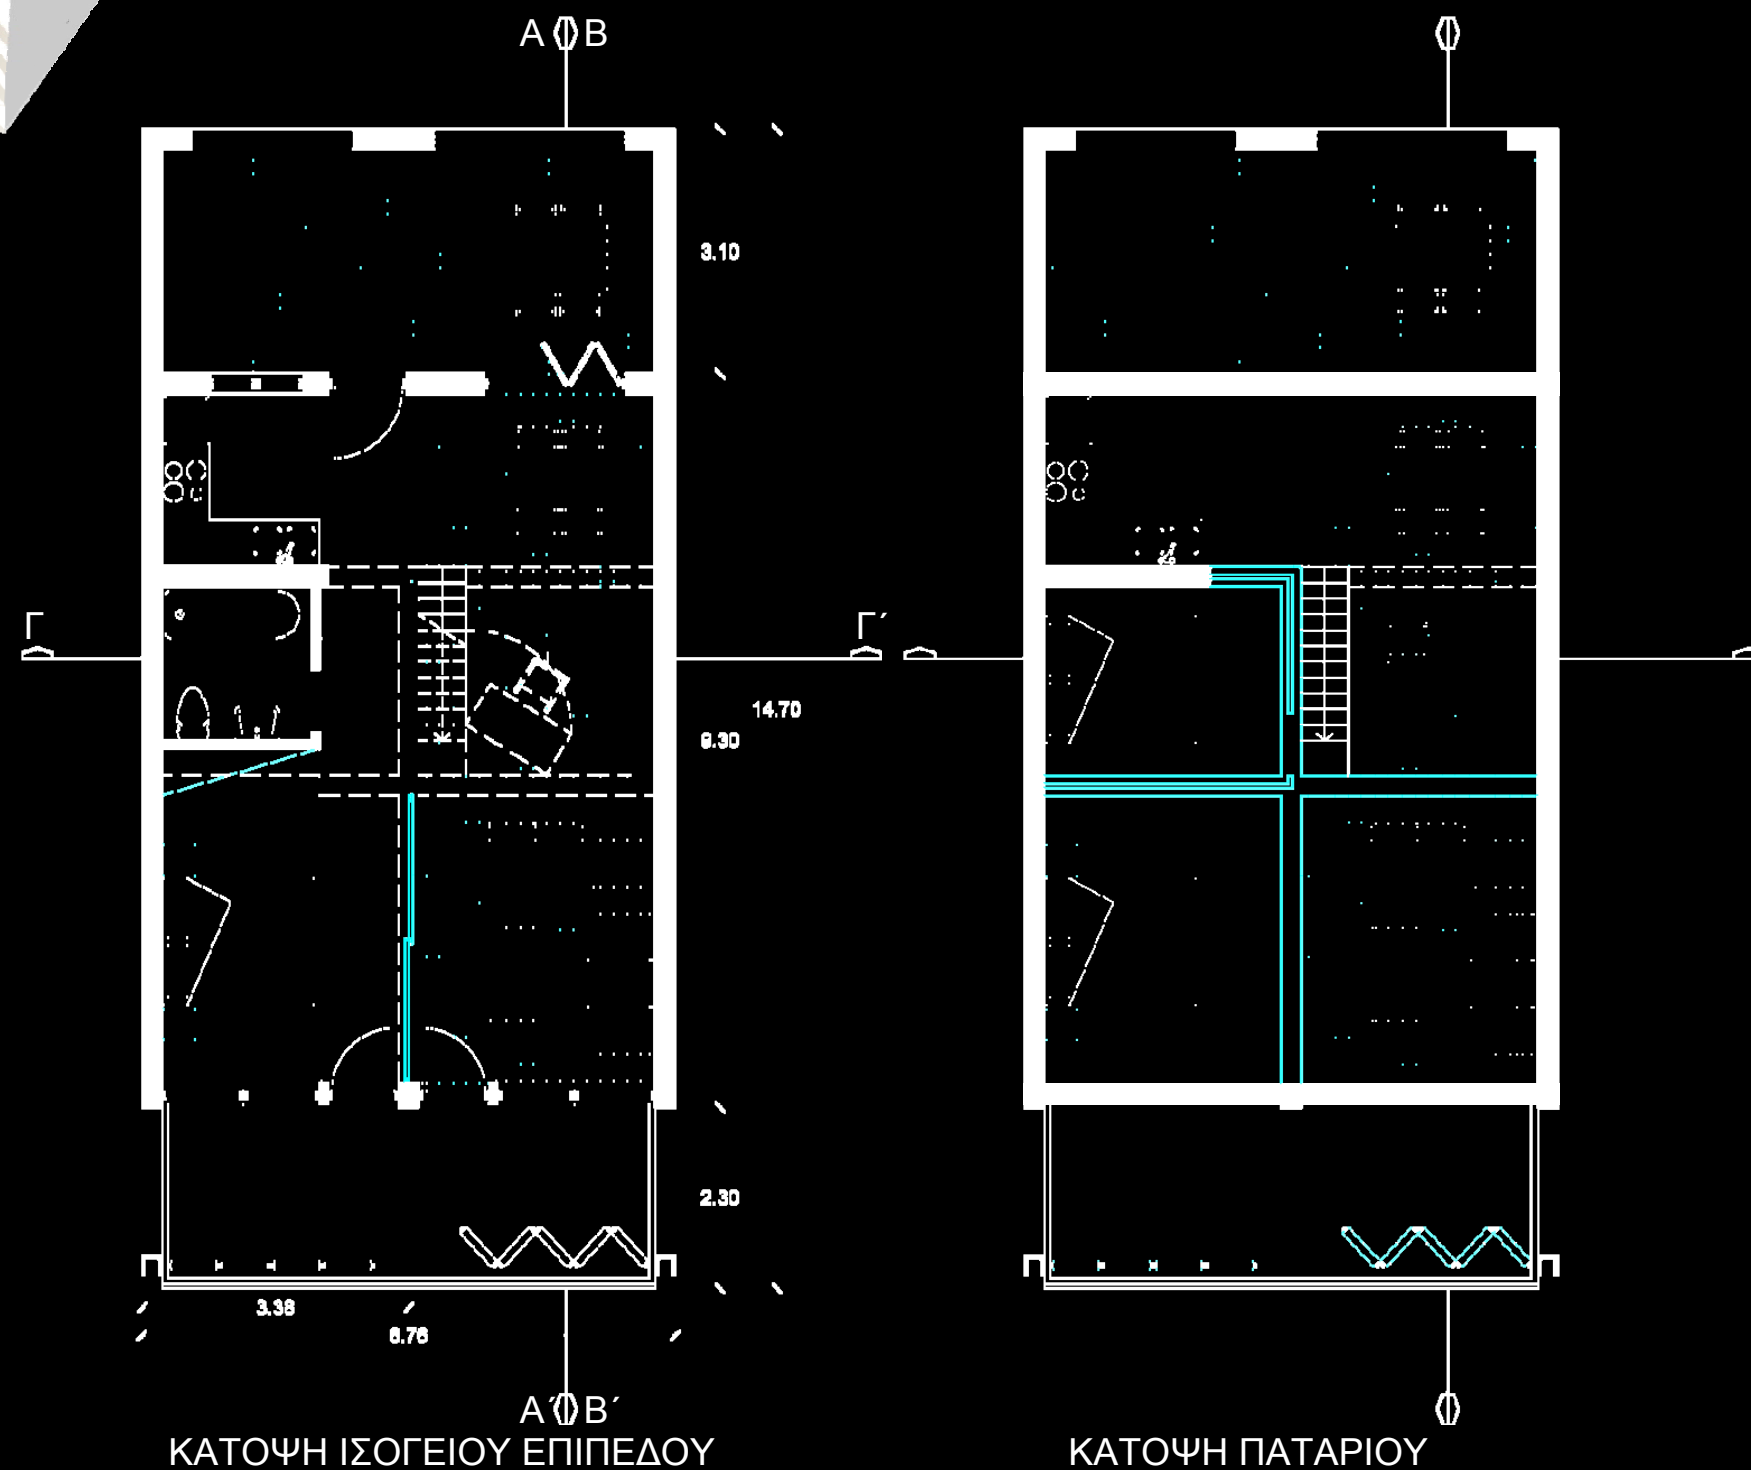 Α Β
3.10
Γ Γ΄
14.70
9.30
2.30
3.38
6.76
Α΄ Β΄
ΚΑΤΟΨΗ ΙΣΟΓΕΙΟΥ ΕΠΙΠΕΔΟΥ
ΚΑΤΟΨΗ ΠΑΤΑΡΙΟΥ